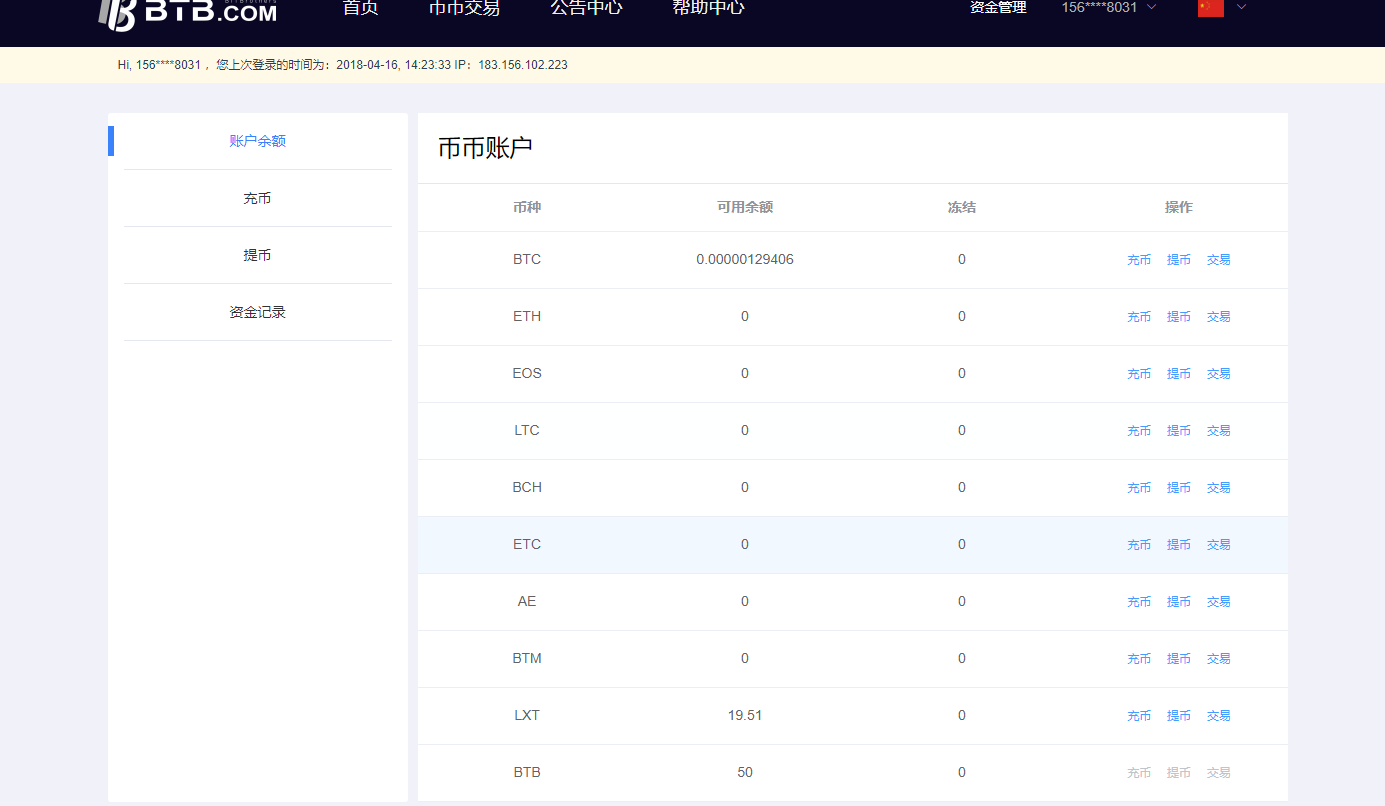 BTB.COM 首页 币币交易 公告中心 帮助中心 资金管理 156****8031
Hi, 156****8031 ，您上次登录的时间为：2018-04-16, 14:23:33 IP：183.156.102.223
账户余额
充币
提币
资金记录
币币账户
币种 可用余额 冻结 操作
BTC 0.00000129406 0 充币 提币 交易
ETH 0 0 充币 提币 交易
EOS 0 0 充币 提币 交易
LTC 0 0 充币 提币 交易
BCH 0 0 充币 提币 交易
ETC 0 0 充币 提币 交易
AE 0 0 充币 提币 交易
BTM 0 0 充币 提币 交易
LXT 19.51 0 充币 提币 交易
BTB 50 0 充币 提币 交易